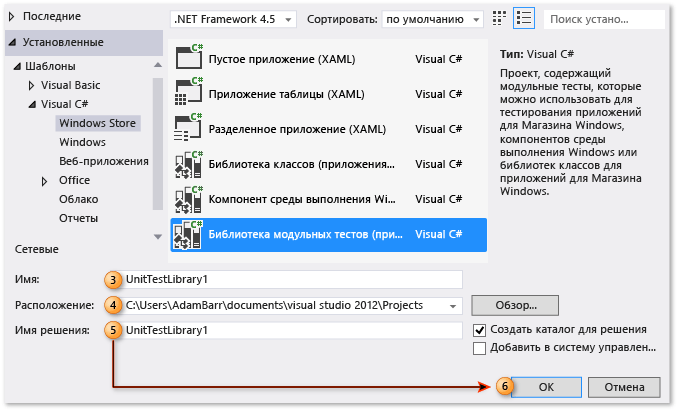 Последние
.NET Framework 4.5
Сортировать:
по умолчанию
Поиск устано...
Установленные
Шаблоны
Visual Basic
Visual C#
Windows Store
Windows
Веб-приложения
Office
Облако
Отчеты
Сетевые
C#
Пустое приложение (XAML)
Visual C#
C#
Приложение таблицы (XAML)
Visual C#
C#
Разделенное приложение (XAML)
Visual C#
C#
Библиотека классов (приложения...
Visual C#
C#
Компонент среды выполнения Wi...
Visual C#
C#
Библиотека модульных тестов (при...
Visual C#
Тип: Visual C#
Проект, содержащий
модульные тесты, которые
можно использовать для
тестирования приложений
для Магазина Windows,
компонентов среды
выполнения Windows или
библиотек классов для
приложений для Магазина
Windows.
Имя:
3
UnitTestLibrary1
Расположение:
4
C:\Users\AdamBarr\documents\visual studio 2012\Projects
Обзор...
Имя решения:
5
UnitTestLibrary1
Создать каталог для решения
Добавить в систему управлен...
6
ОК
Отмена